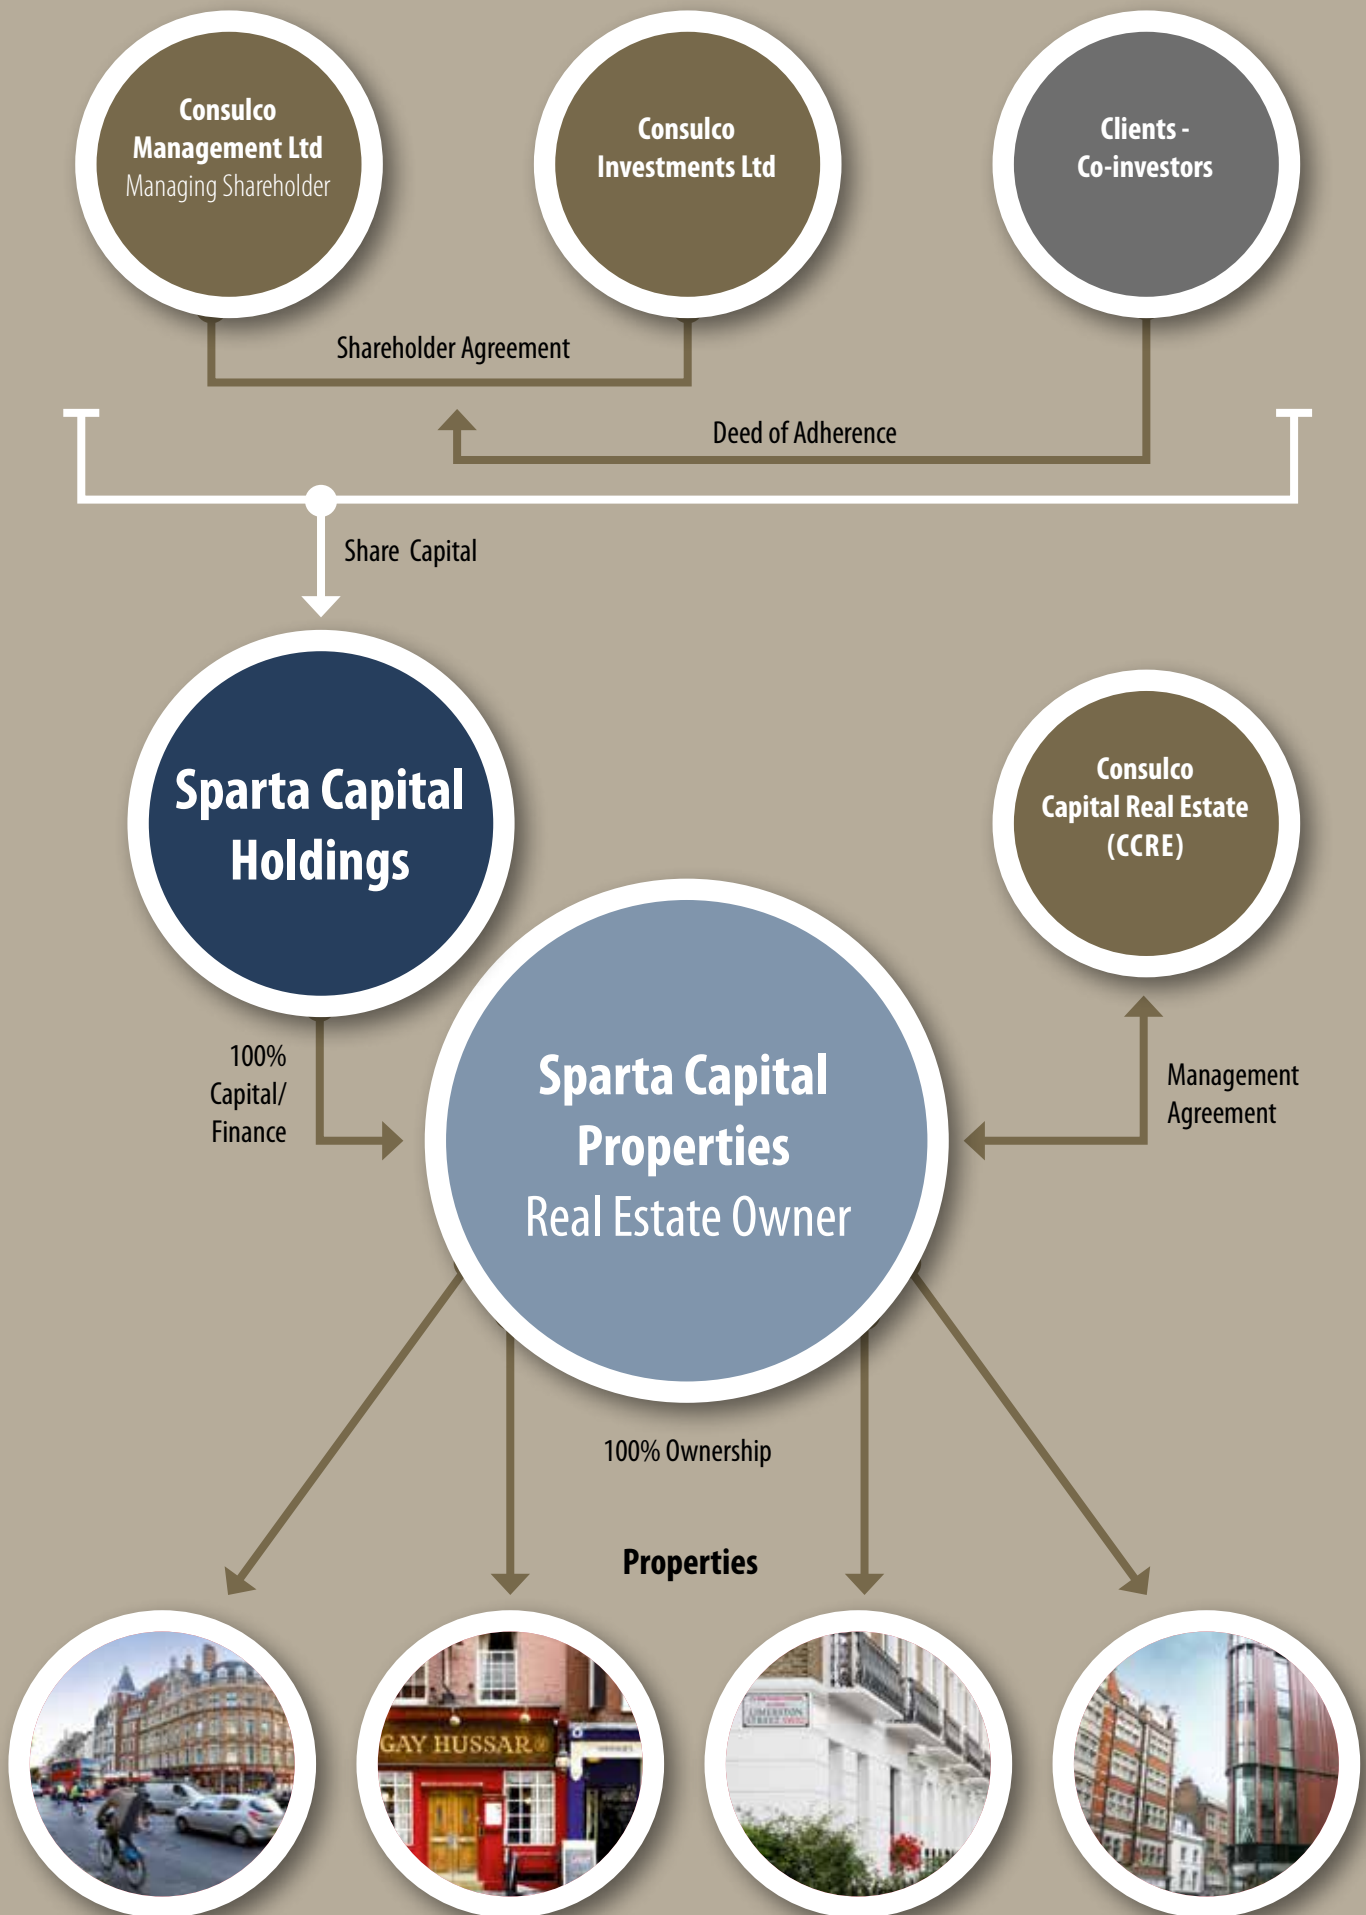 Consulco
Management Ltd
Managing Shareholder
Consulco
Investments Ltd
Clients -
Co-investors
Shareholder Agreement
Deed of Adherence
Share Capital
Sparta Capital
Holdings
Consulco
Capital Real Estate
(CCRE)
100%
Capital/
Finance
Sparta Capital
Properties
Real Estate Owner
Management
Agreement
100% Ownership
Properties
GAY HUSSAR
LIMERSTON
STREET